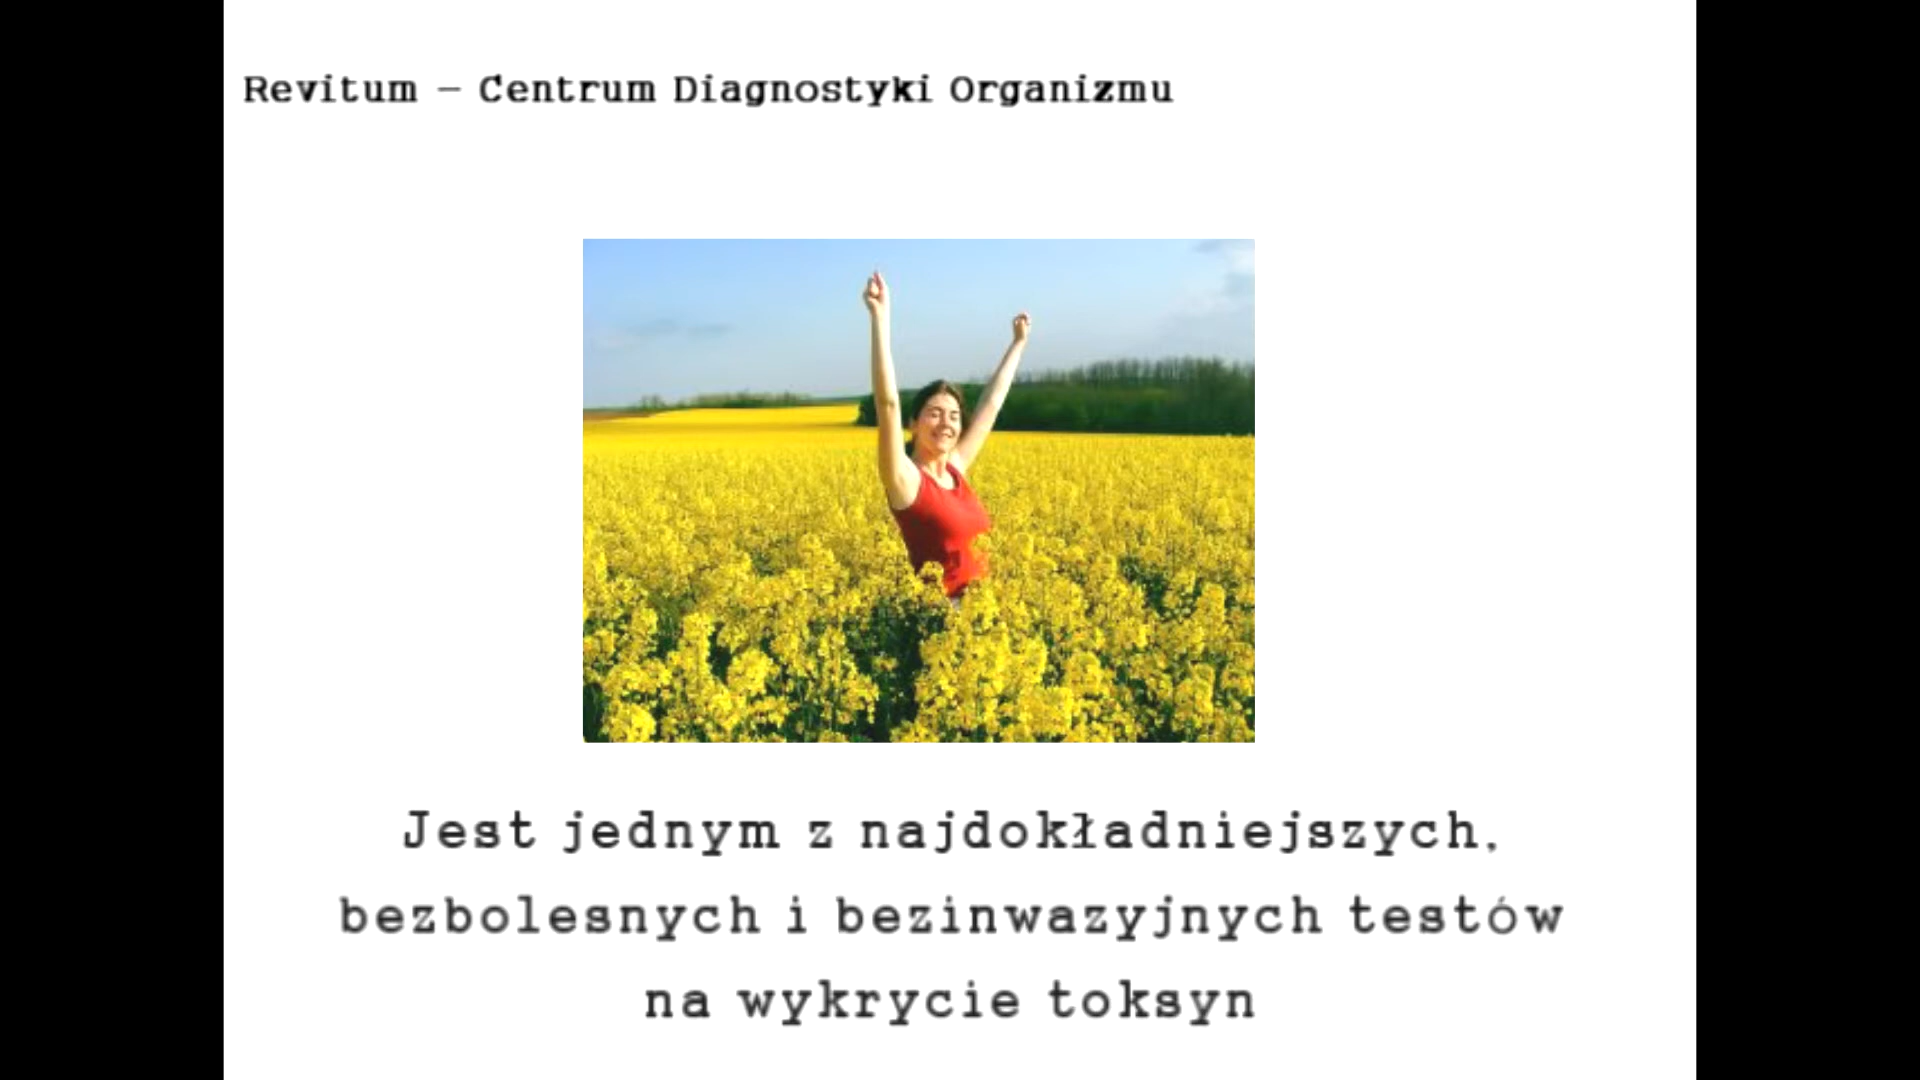 Revitum - Centrum Diagnostyki Organizmu
Jest jednym z najdokładniejszych,
bezbolesnych i bezinwazyjnych testów
na wykrycie toksyn